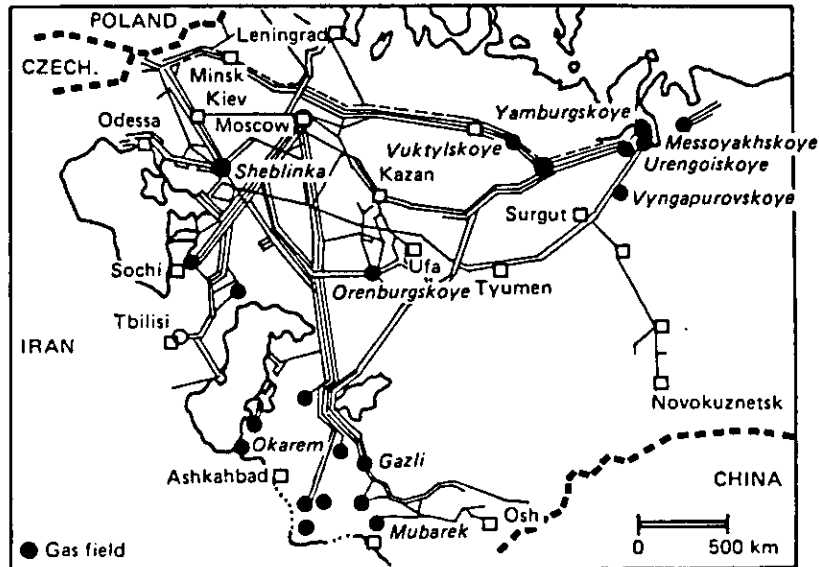 POLAND
Leningrad
CZECH.
Minsk
Kiev
Odessa
Moscow
Yamburgskoye
Vuktylskoye
Messoyakhskoye
Urengoiskoye
Sheblinka
Kazan
Vyngapurovskoye
Surgut
Sochi
Ufa
Orenburgskoye
Tyumen
Tbilisi
IRAN
Novokuznetsk
Okarem
Gazli
Ashkahbad
CHINA
Osh
Mubarek
Gas field
0 500 km